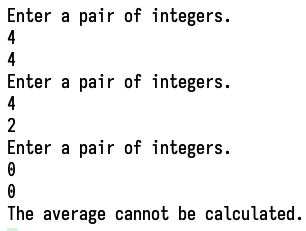 Enter a pair of integers.
4
4
Enter a pair of integers.
4
2
Enter a pair of integers.
0
0
The average cannot be calculated.